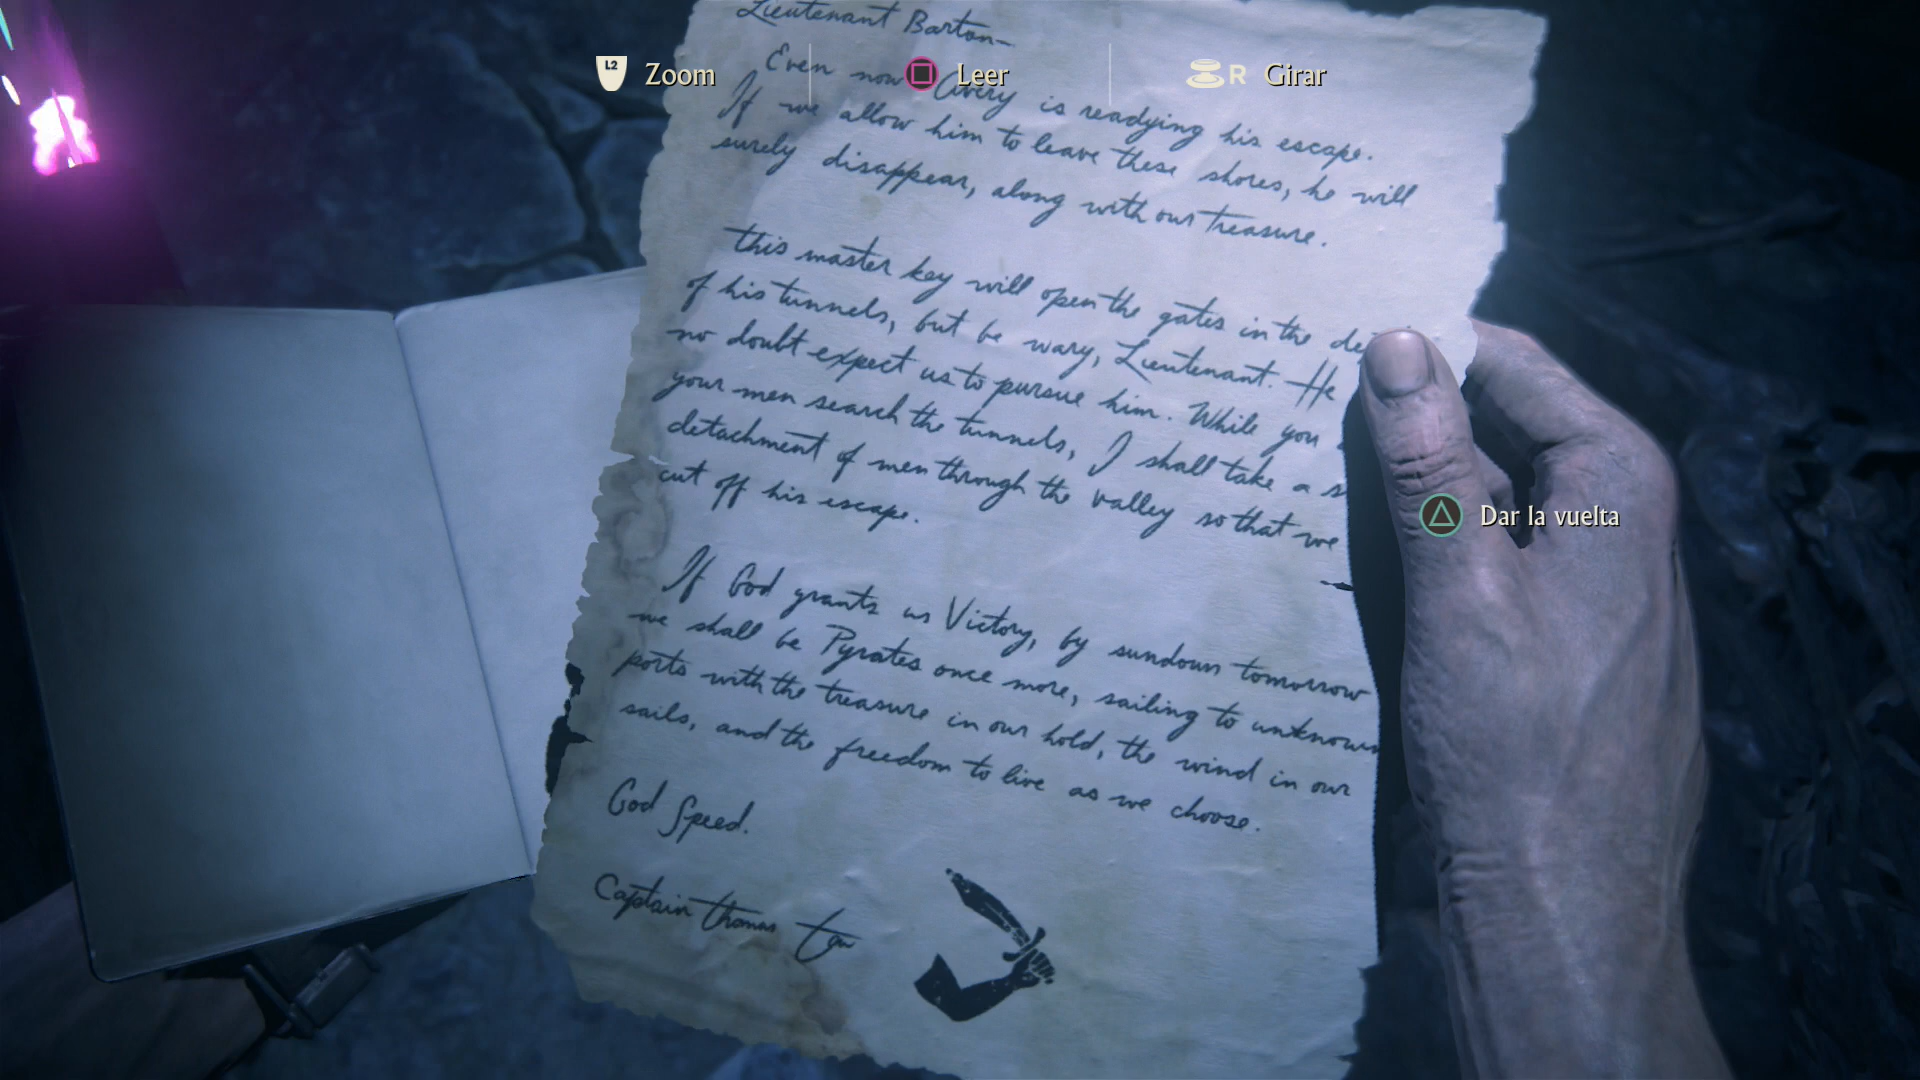 Lieutenant Barton—
L2 Zoom
Leer
R Girar
Even now Avery is readying his escape.
If we allow him to leave these shores, he will
surely disappear, along with our treasure.
This master key will open the gates in the
of his tunnels, but be wary, Lieutenant. He
no doubt expect us to pursue him. While you
your men search the tunnels, I shall take a
detachment of men through the valley so that we
cut off his escape.
Dar la vuelta
If God grants us Victory, by sundown tomorrow
we shall be Pyrates once more, sailing to unknown
ports with the treasure in our hold, the wind in our
sails, and the freedom to live as we choose.
God Speed.
Captain Thomas Tew